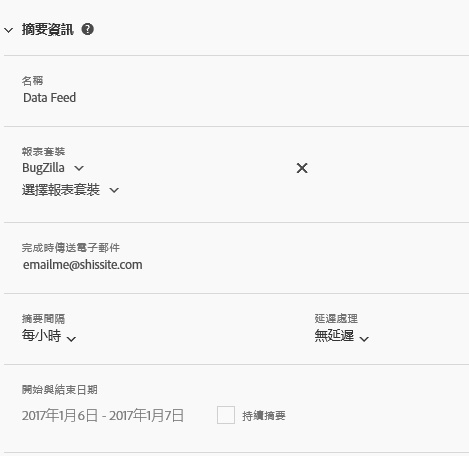 摘要資訊 ?
名稱
Data Feed
報表套裝
BugZilla
選擇報表套裝
完成時傳送電子郵件
emailme@shissite.com
摘要間隔 延遲處理
每小時 無延遲
開始與結束日期
2017年1月6日 - 2017年1月7日 持續摘要